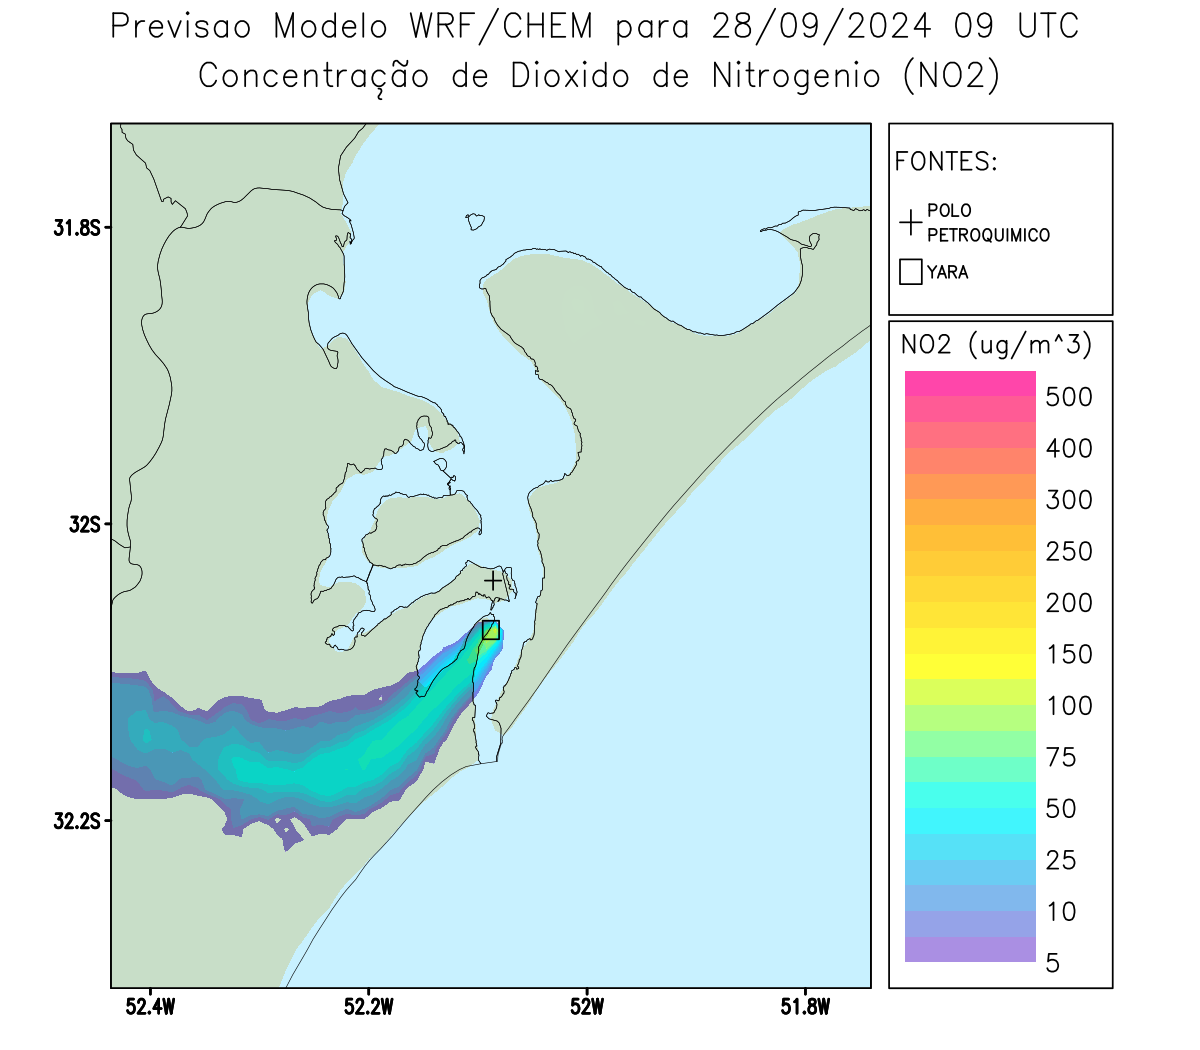 Previsao Modelo WRF/CHEM para 28/09/2024 09 UTC
Concentração de Dioxido de Nitrogenio (NO2)
FONTES:
POLO
PETROQUIMICO
YARA
NO2 (ug/m^3)
500
400
300
250
200
150
100
75
50
25
10
5
31.8S
32S
32.2S
52.4W
52.2W
52W
51.8W